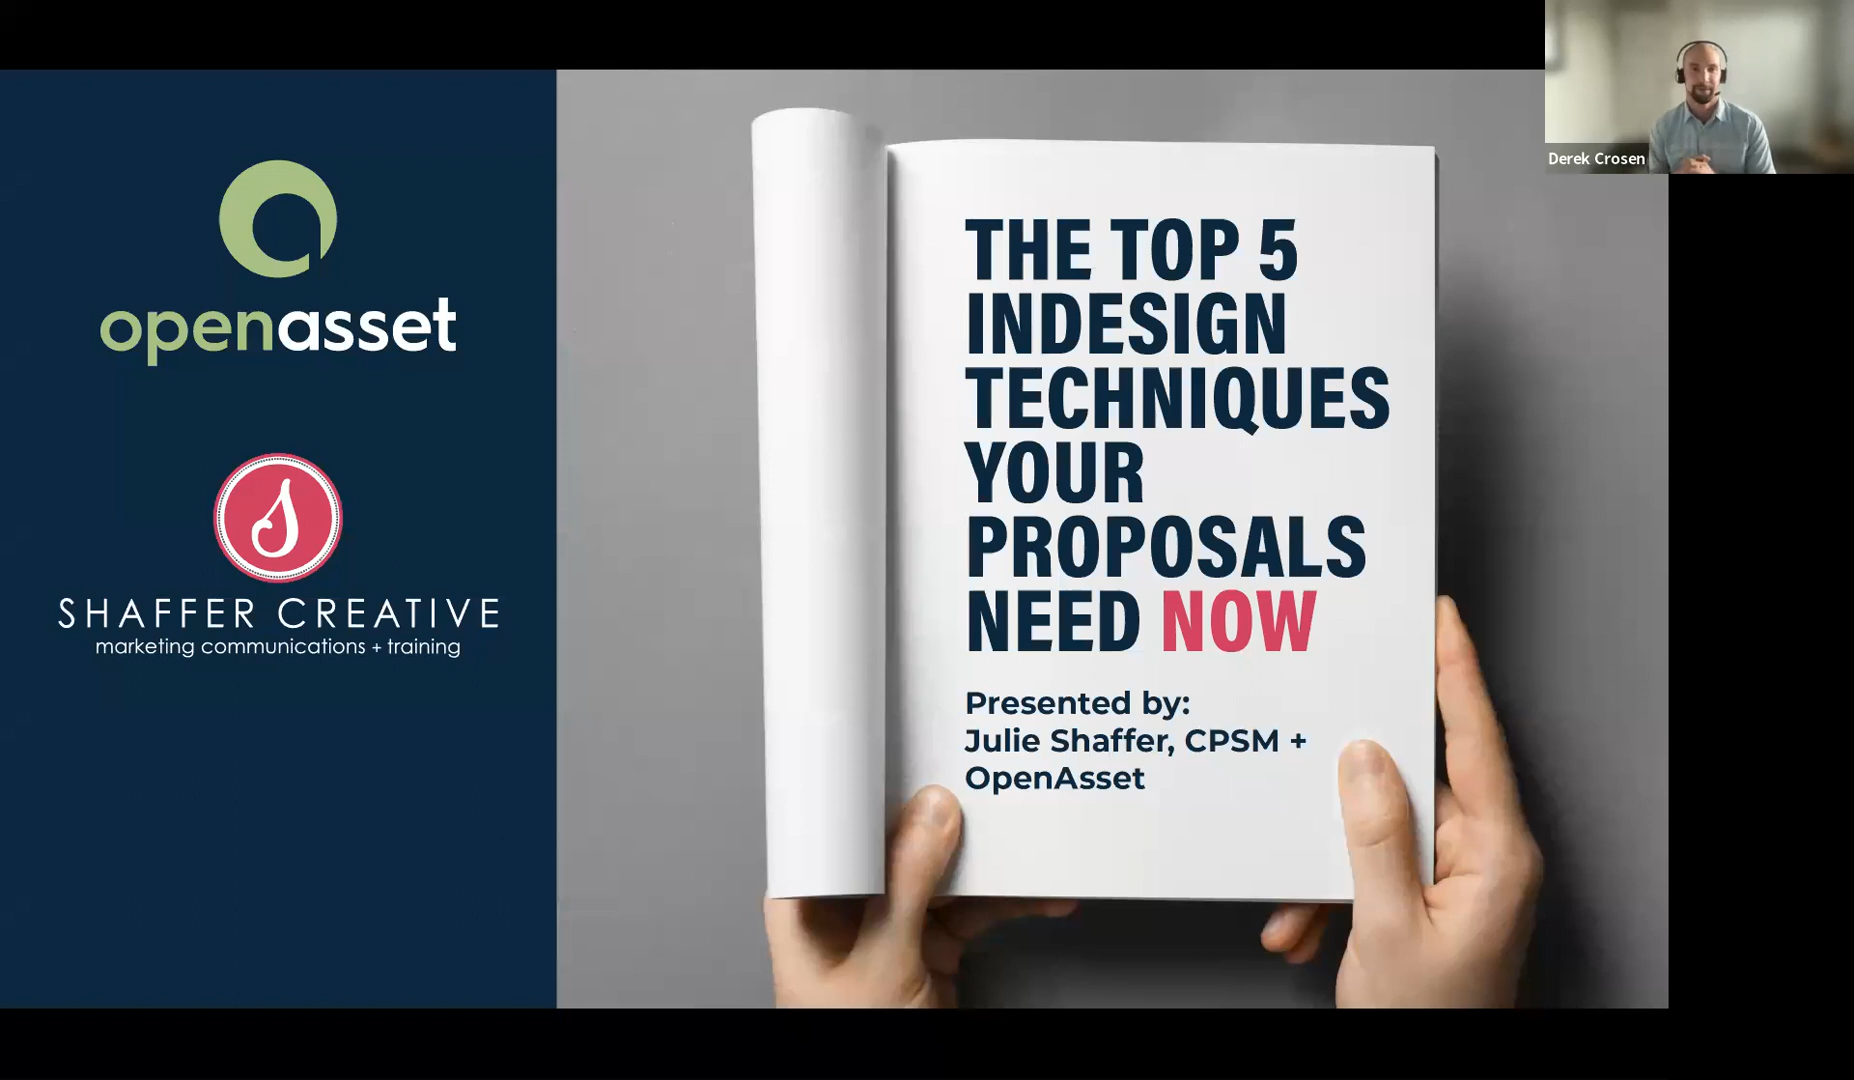 openasset
SHAFFER CREATIVE
marketing communications + training
THE TOP 5
INDESIGN
TECHNIQUES
YOUR
PROPOSALS
NEED NOW
Presented by:
Julie Shaffer, CPSM +
OpenAsset
Derek Crosen